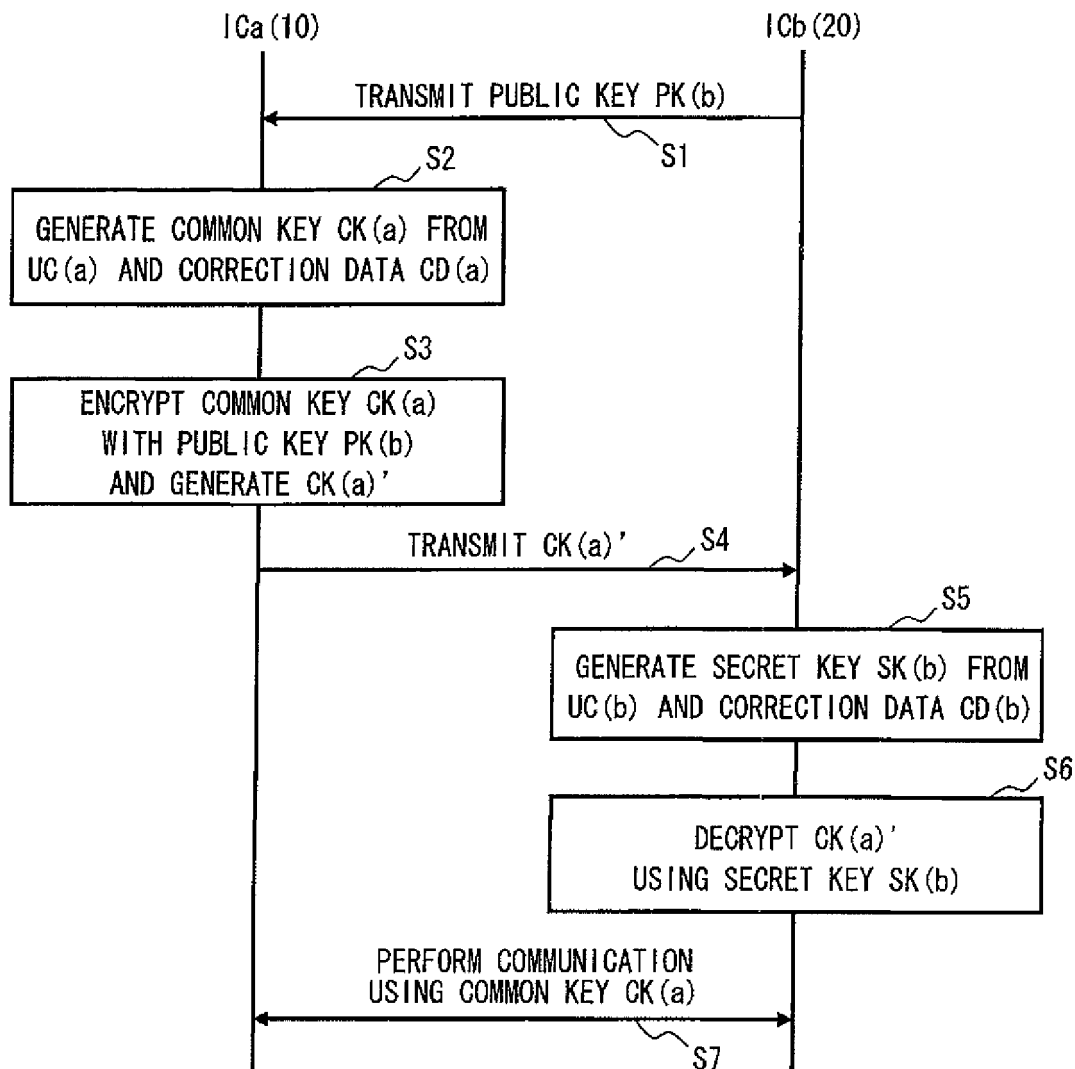 ICa(10)
ICb(20)
TRANSMIT PUBLIC KEY PK(b)
S1
S2
GENERATE COMMON KEY CK(a) FROM
UC(a) AND CORRECTION DATA CD(a)
S3
ENCRYPT COMMON KEY CK(a)
WITH PUBLIC KEY PK(b)
AND GENERATE CK(a)'
TRANSMIT CK(a)'
S4
S5
GENERATE SECRET KEY SK(b) FROM
UC(b) AND CORRECTION DATA CD(b)
S6
DECRYPT CK(a)'
USING SECRET KEY SK(b)
PERFORM COMMUNICATION
USING COMMON KEY CK(a)
S7